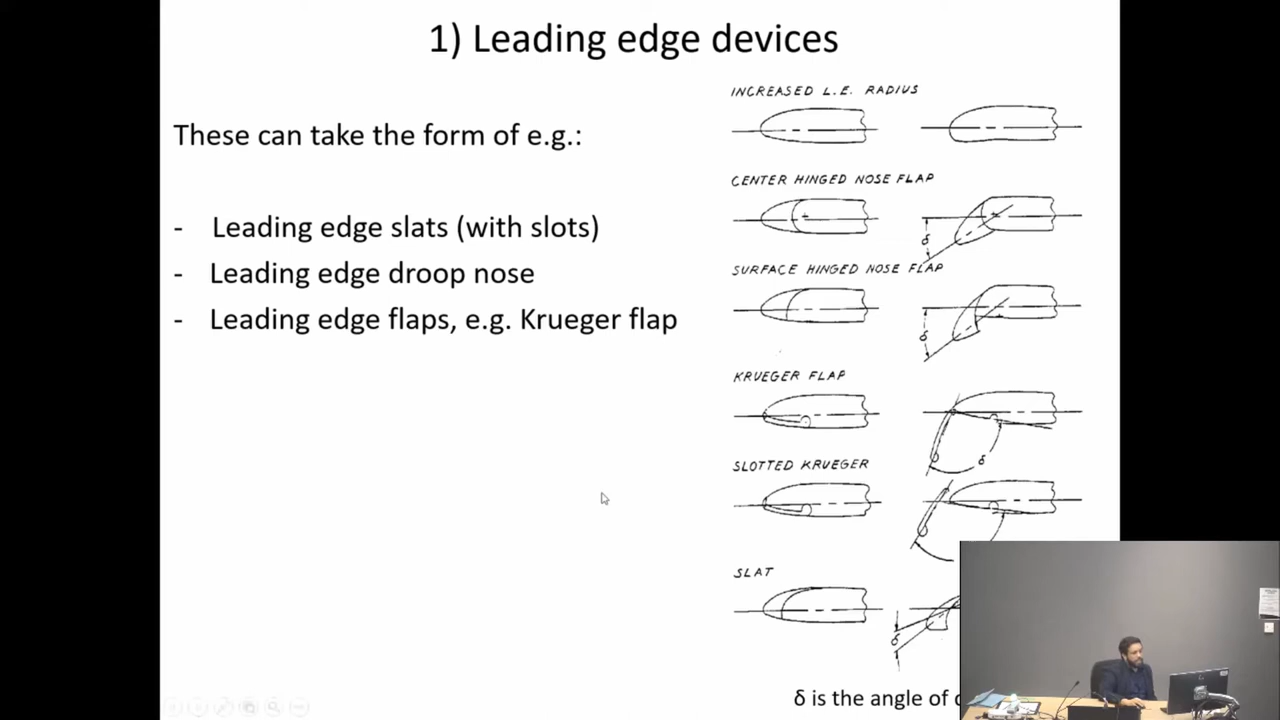 1) Leading edge devices
These can take the form of e.g.:
- Leading edge slats (with slots)
- Leading edge droop nose
- Leading edge flaps, e.g. Krueger flap
INCREASED L.E. RADIUS
CENTER HINGED NOSE FLAP
δ
SURFACE HINGED NOSE FLAP
δ
KRUEGER FLAP
δ
SLOTTED KRUEGER
SLAT
δ
δ is the angle of